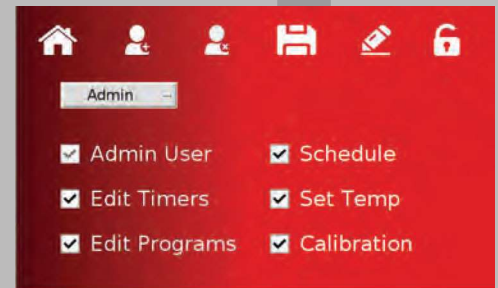 Admin
Admin User
Schedule
Edit Timers
Set Temp
Edit Programs
Calibration